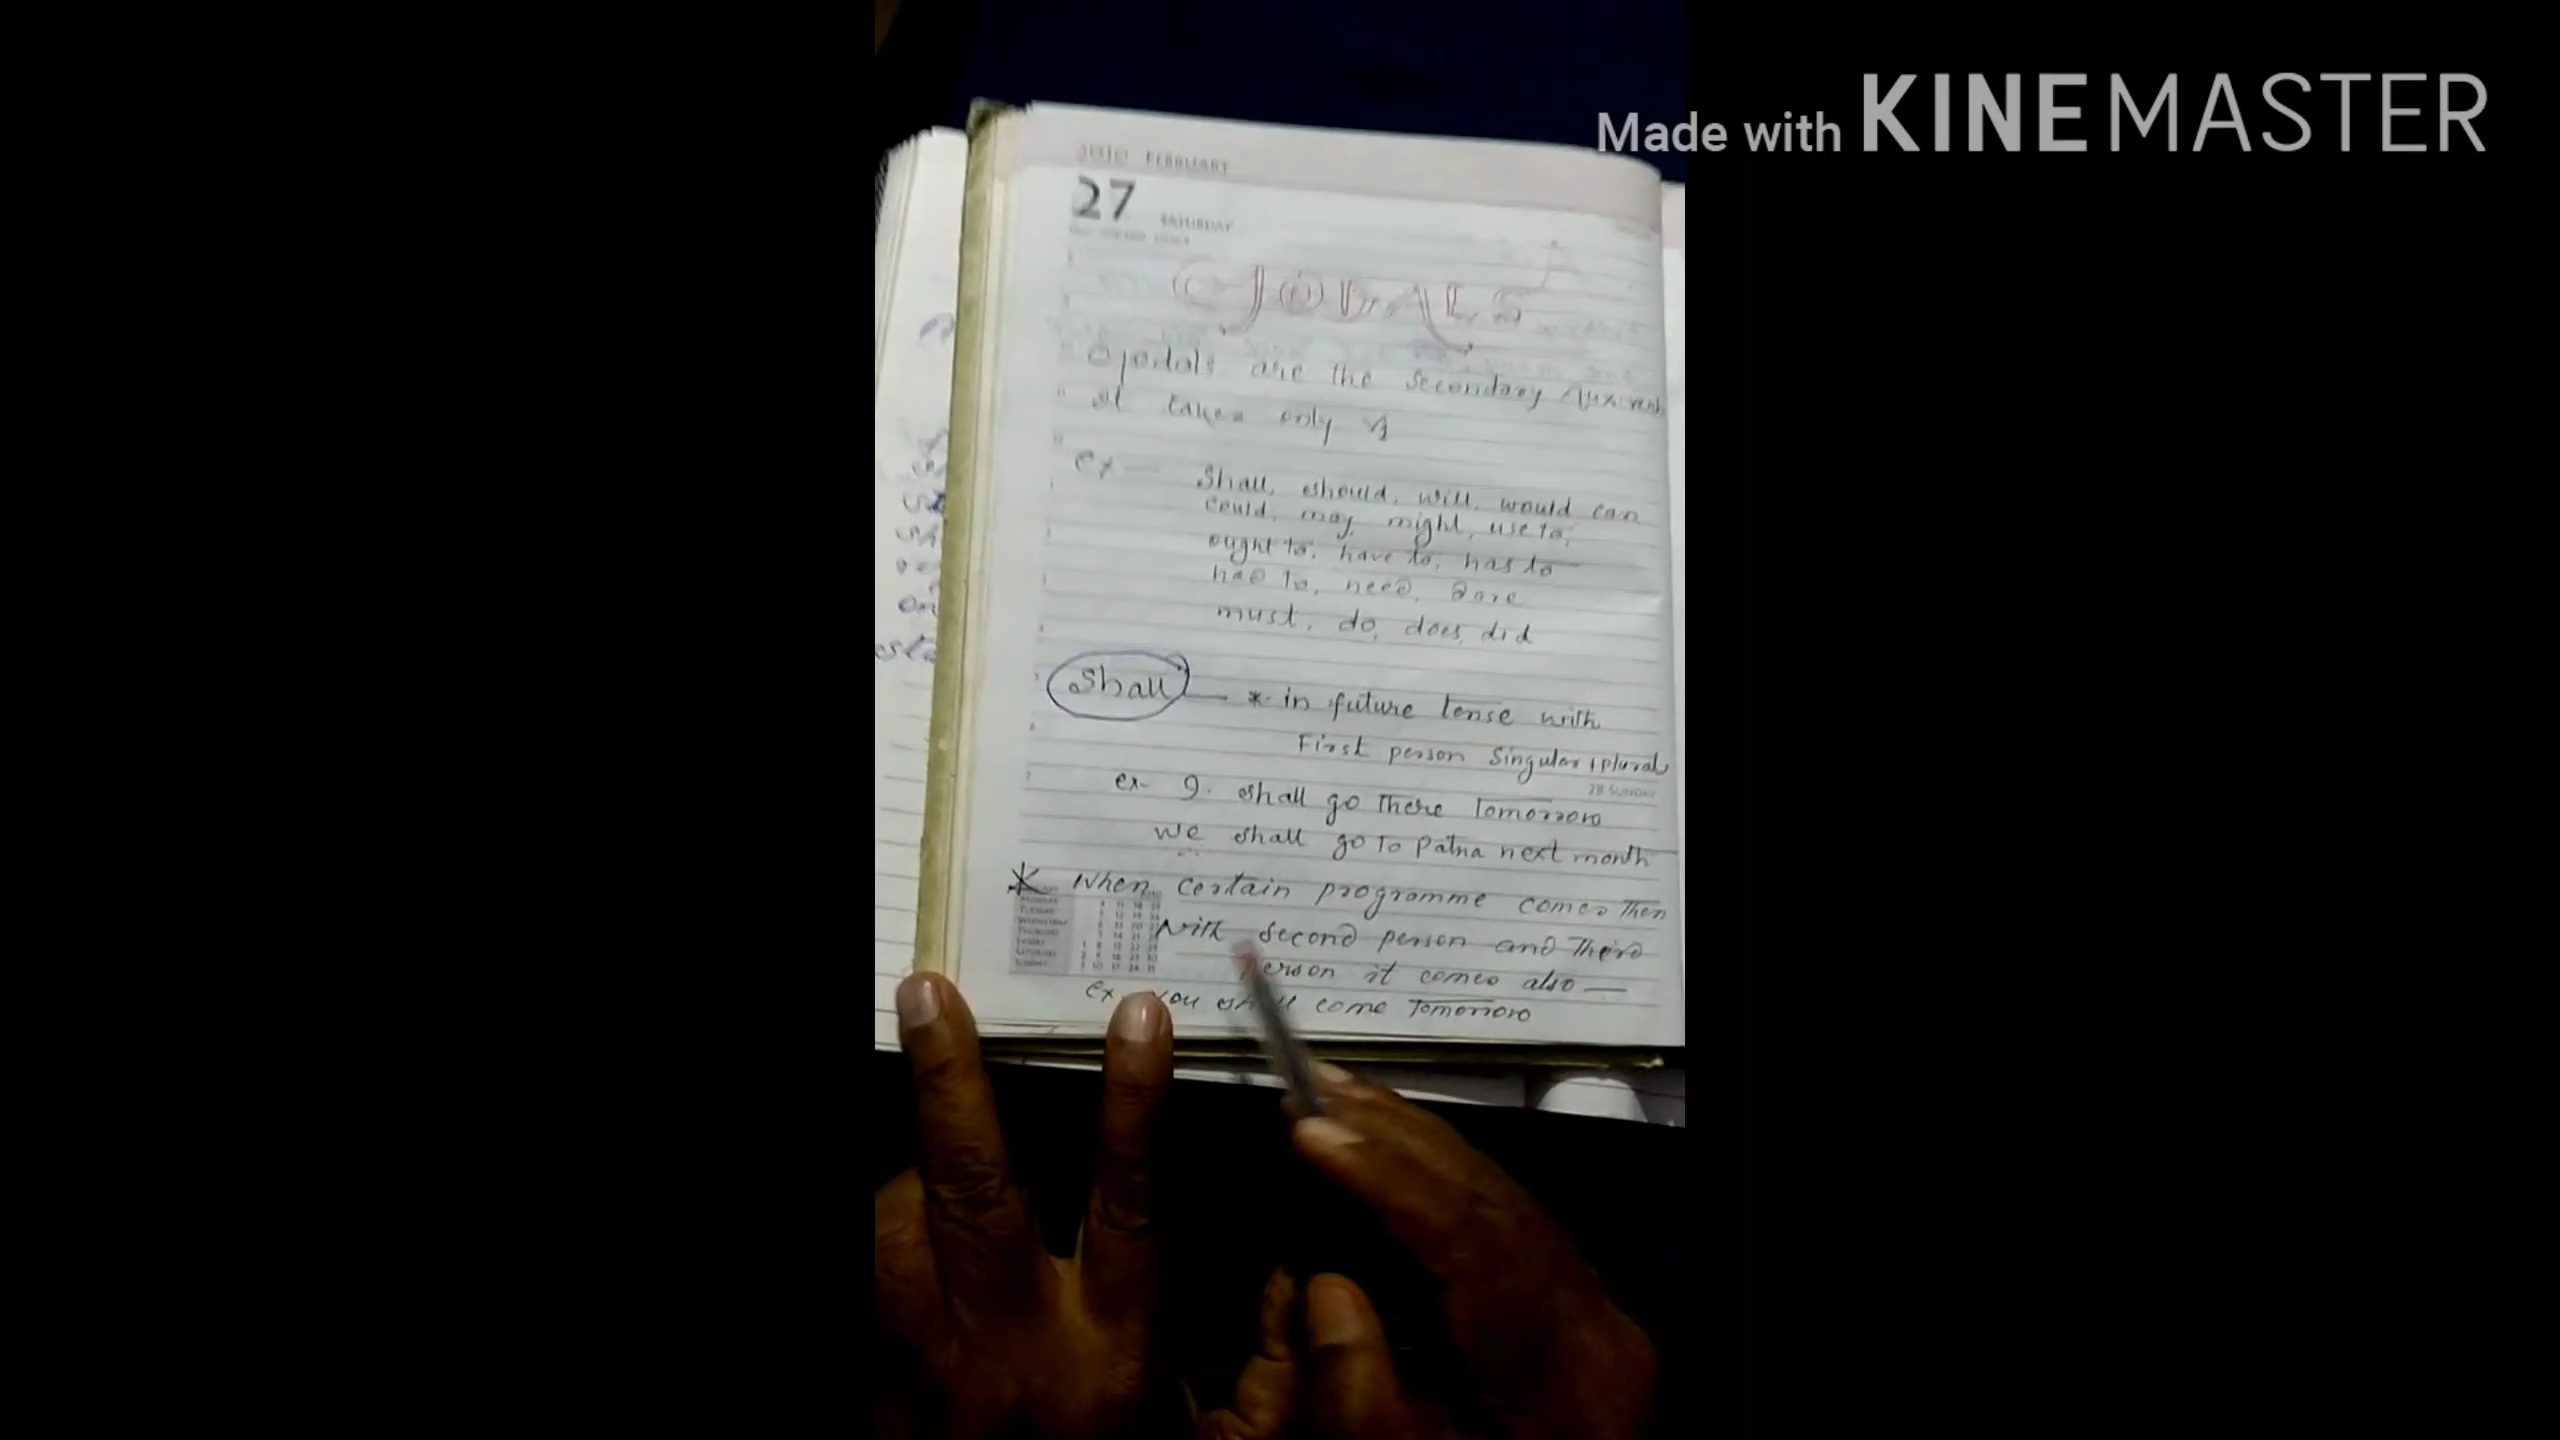 Made with KINEMASTER
2010 FEBRUARY
27 SATURDAY
MODALS
Modals are the secondary Aux. verb
It takes only V1
ex — Shall, should, will, would can
could, may, might, use to,
ought to, have to, has to
had to, need, dare
must, do, does, did
Shall — * in future tense with
First person Singular + plural
28 SUNDAY
ex- I shall go There Tomorrow
we shall go To Patna next month
* When certain programme comes Then
with second person and Third
person it comes also —
ex You shall come Tomorrow